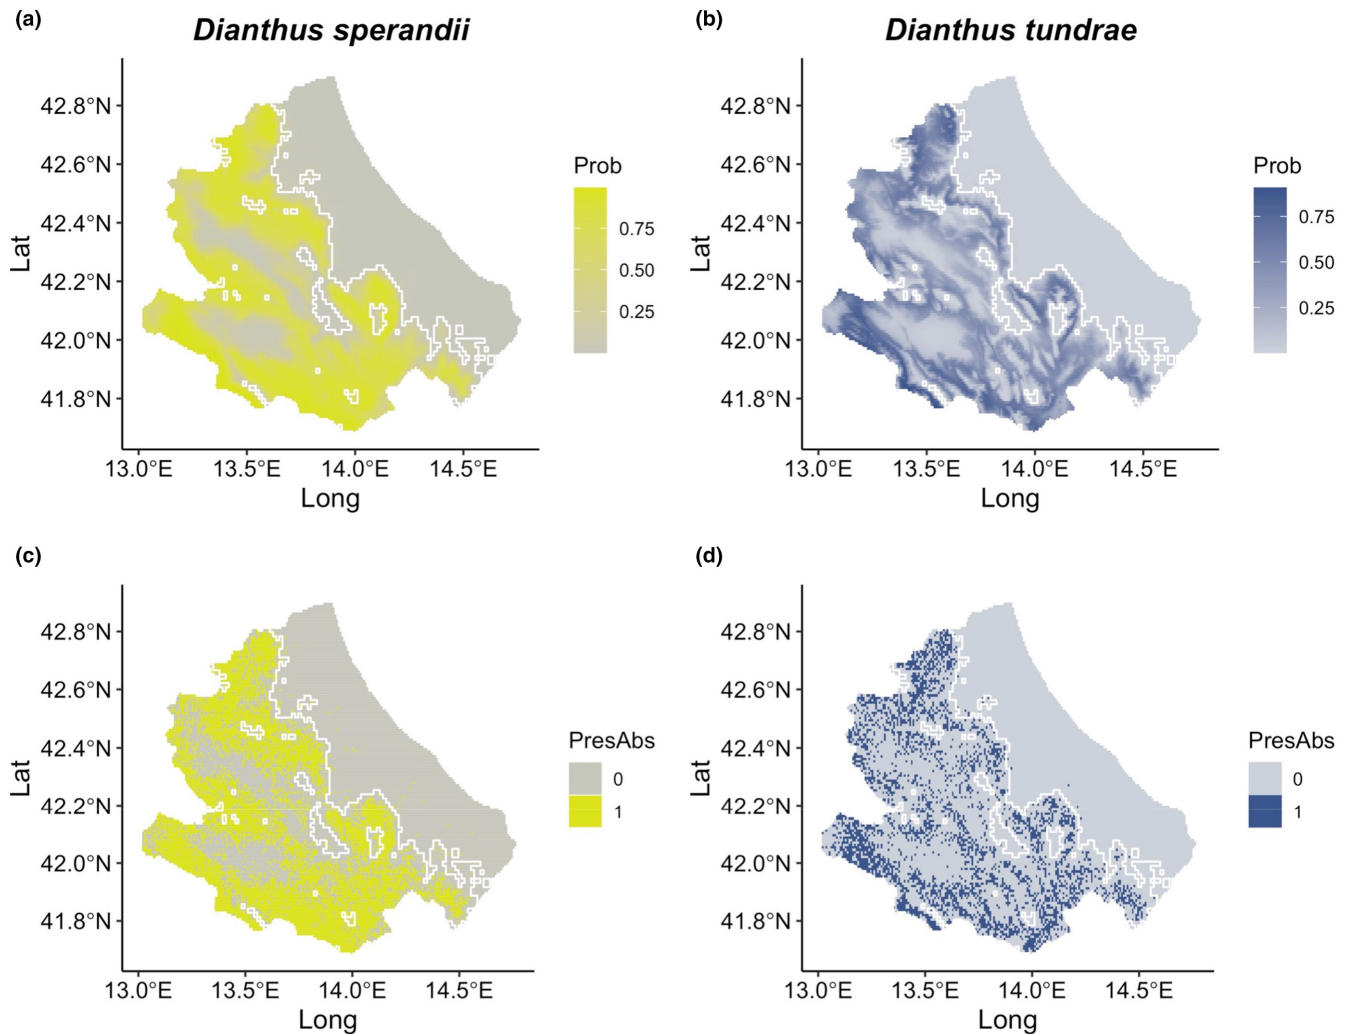 (a)
Dianthus sperandii
42.8°N
42.6°N
42.4°N
42.2°N
42.0°N
41.8°N
Lat
13.0°E 13.5°E 14.0°E 14.5°E
Long
Prob
0.75
0.50
0.25
(b)
Dianthus tundrae
42.8°N
42.6°N
42.4°N
42.2°N
42.0°N
41.8°N
Lat
13.0°E 13.5°E 14.0°E 14.5°E
Long
Prob
0.75
0.50
0.25
(c)
42.8°N
42.6°N
42.4°N
42.2°N
42.0°N
41.8°N
Lat
13.0°E 13.5°E 14.0°E 14.5°E
Long
PresAbs
0
1
(d)
42.8°N
42.6°N
42.4°N
42.2°N
42.0°N
41.8°N
Lat
13.0°E 13.5°E 14.0°E 14.5°E
Long
PresAbs
0
1